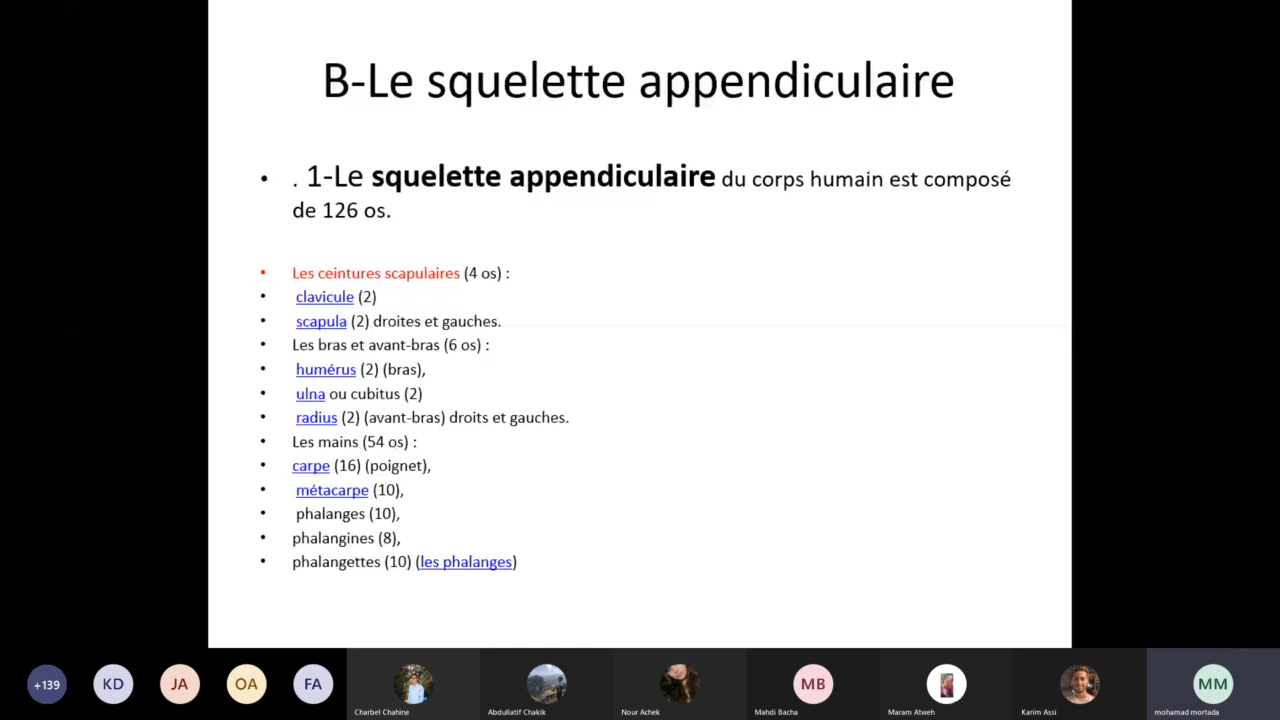 B-Le squelette appendiculaire
• . 1-Le squelette appendiculaire du corps humain est composé
de 126 os.
• Les ceintures scapulaires (4 os) :
• clavicule (2)
• scapula (2) droites et gauches.
• Les bras et avant-bras (6 os) :
• humérus (2) (bras),
• ulna ou cubitus (2)
• radius (2) (avant-bras) droits et gauches.
• Les mains (54 os) :
• carpe (16) (poignet),
• métacarpe (10),
• phalanges (10),
• phalangines (8),
• phalangettes (10) (les phalanges)
+139 KD JA OA FA MB MM
Charbel Chahine Abdullatif Chakik Nour Achek Mahdi Bacha Maram Atweh Karim Assi mohamad mortada